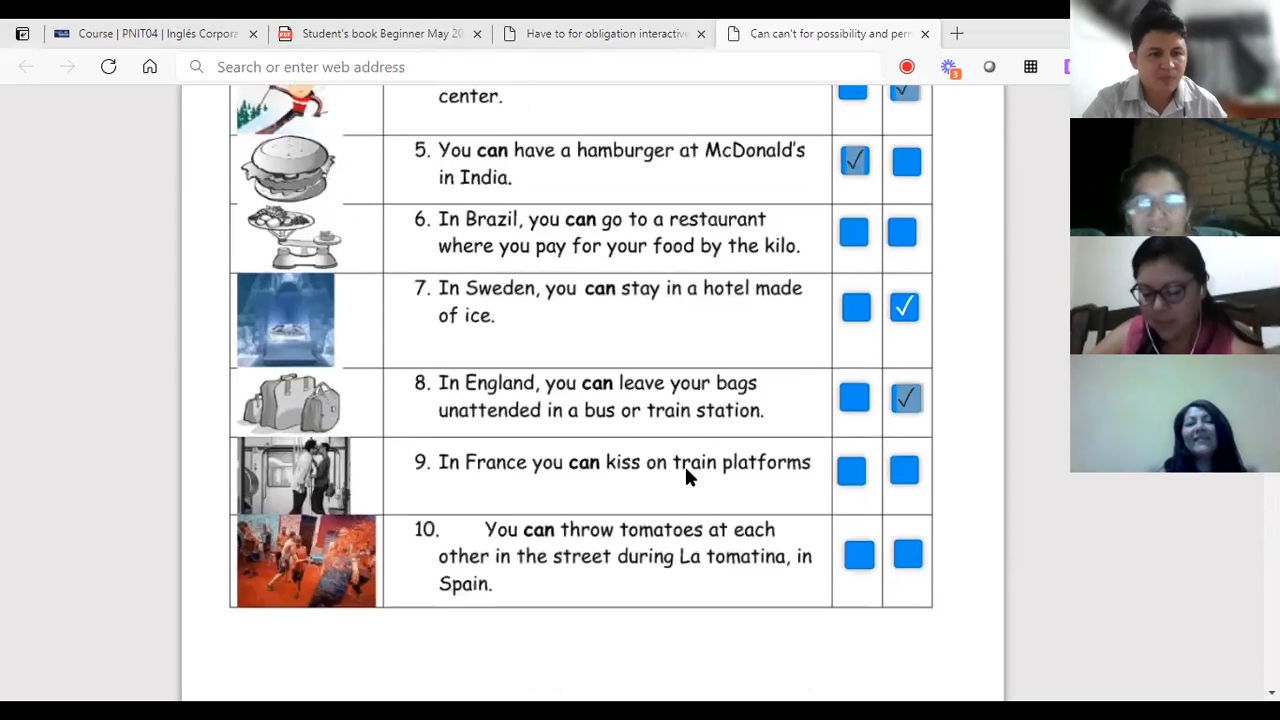 Course | PNIT04 | Inglés Corpora
Student's book Beginner May 20
Have to for obligation interactive
Can can't for possibility and perm
Search or enter web address
3
center.
5. You can have a hamburger at McDonald's
in India.
6. In Brazil, you can go to a restaurant
where you pay for your food by the kilo.
7. In Sweden, you can stay in a hotel made
of ice.
8. In England, you can leave your bags
unattended in a bus or train station.
9. In France you can kiss on train platforms
10. You can throw tomatoes at each
other in the street during La tomatina, in
Spain.